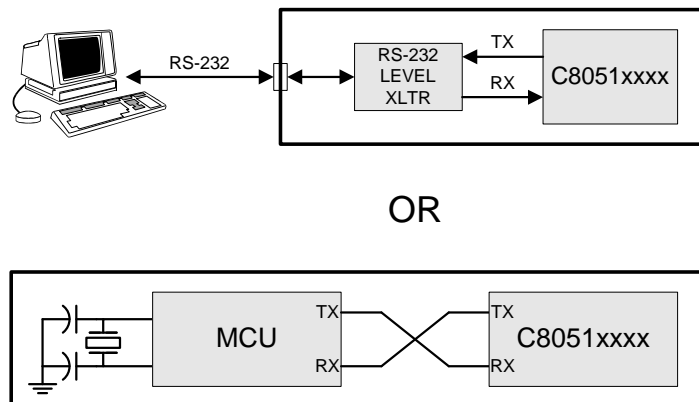 RS-232
RS-232
LEVEL
XLTR
TX
RX
C8051xxxx
OR
MCU
TX
RX
TX
RX
C8051xxxx